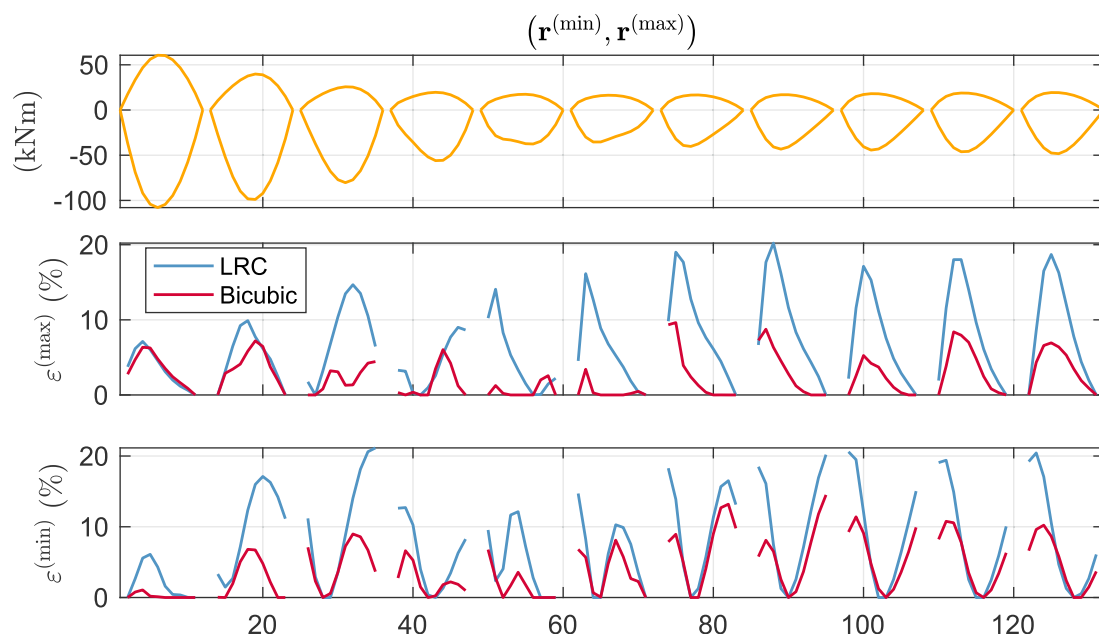 (r^(min), r^(max))
(kNm)
50
0
-50
-100
ε^(max) (%)
20
10
0
LRC
Bicubic
ε^(min) (%)
20
10
0
20 40 60 80 100 120